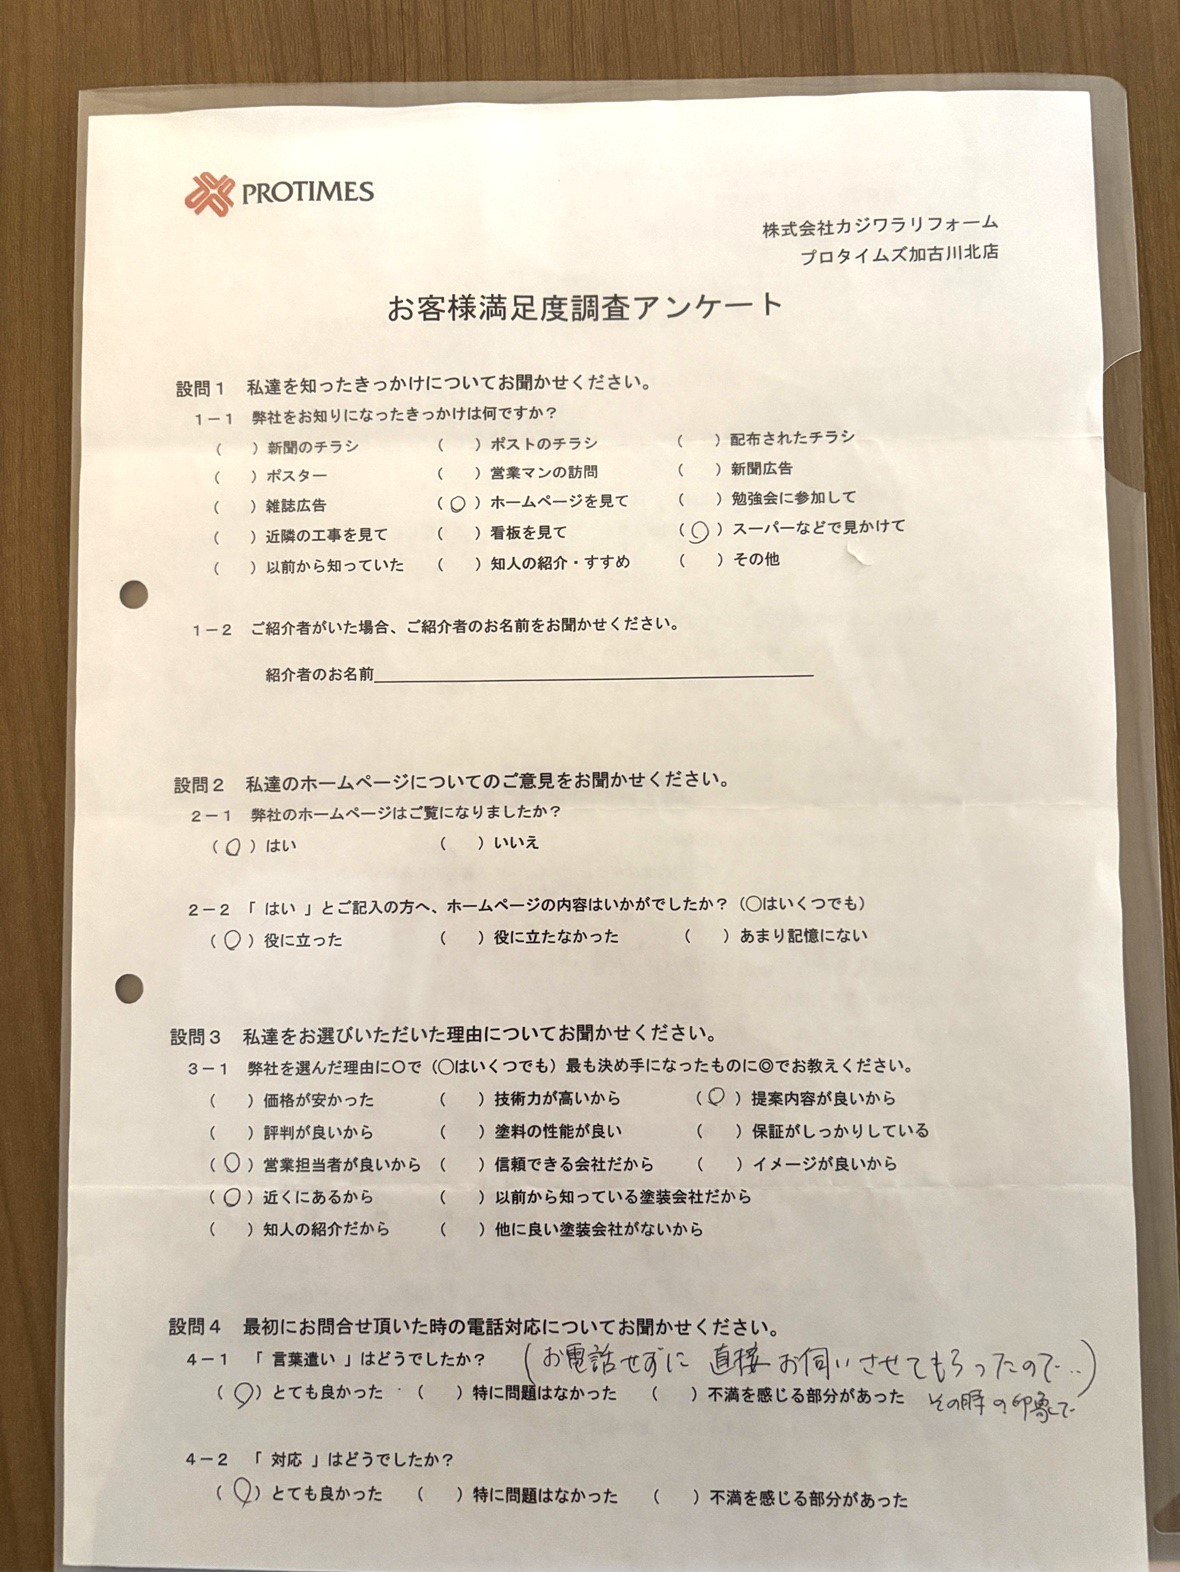 PROTIMES
株式会社カジワラリフォーム
プロタイムズ加古川北店
お客様満足度調査アンケート
設問1 私達を知ったきっかけについてお聞かせください。
1-1 弊社をお知りになったきっかけは何ですか?
( )新聞のチラシ ( )ポストのチラシ ( )配布されたチラシ
( )ポスター ( )営業マンの訪問 ( )新聞広告
( )雑誌広告 (○)ホームページを見て ( )勉強会に参加して
( )近隣の工事を見て ( )看板を見て (○)スーパーなどで見かけて
( )以前から知っていた ( )知人の紹介・すすめ ( )その他
1-2 ご紹介者がいた場合、ご紹介者のお名前をお聞かせください。
紹介者のお名前
設問2 私達のホームページについてのご意見をお聞かせください。
2-1 弊社のホームページはご覧になりましたか?
(○)はい ( )いいえ
2-2 「 はい 」とご記入の方へ、ホームページの内容はいかがでしたか?(○はいくつでも)
(○)役に立った ( )役に立たなかった ( )あまり記憶にない
設問3 私達をお選びいただいた理由についてお聞かせください。
3-1 弊社を選んだ理由に○で(○はいくつでも)最も決め手になったものに◎でお教えください。
( )価格が安かった ( )技術力が高いから (○)提案内容が良いから
( )評判が良いから ( )塗料の性能が良い ( )保証がしっかりしている
(○)営業担当者が良いから ( )信頼できる会社だから ( )イメージが良いから
(○)近くにあるから ( )以前から知っている塗装会社だから
( )知人の紹介だから ( )他に良い塗装会社がないから
設問4 最初にお問合せ頂いた時の電話対応についてお聞かせください。
4-1 「 言葉遣い 」はどうでしたか? (お電話せずに 直接お伺いさせてもらったので…)
(○)とても良かった ( )特に問題はなかった ( )不満を感じる部分があった その時の印象で
4-2 「 対応 」はどうでしたか?
(○)とても良かった ( )特に問題はなかった ( )不満を感じる部分があった